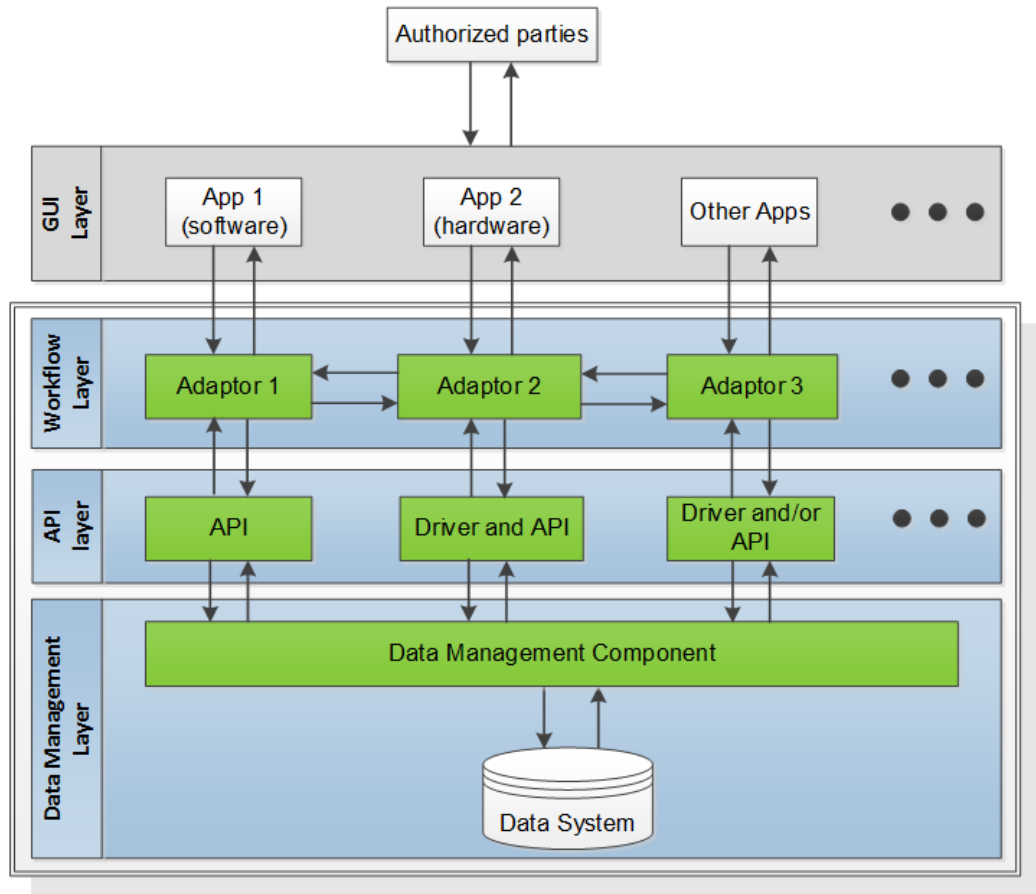 Authorized parties
GUI
Layer
App 1
(software)
App 2
(hardware)
Other Apps
Workflow
Layer
Adaptor 1
Adaptor 2
Adaptor 3
API
layer
API
Driver and API
Driver and/or
API
Data Management
Layer
Data Management Component
Data System